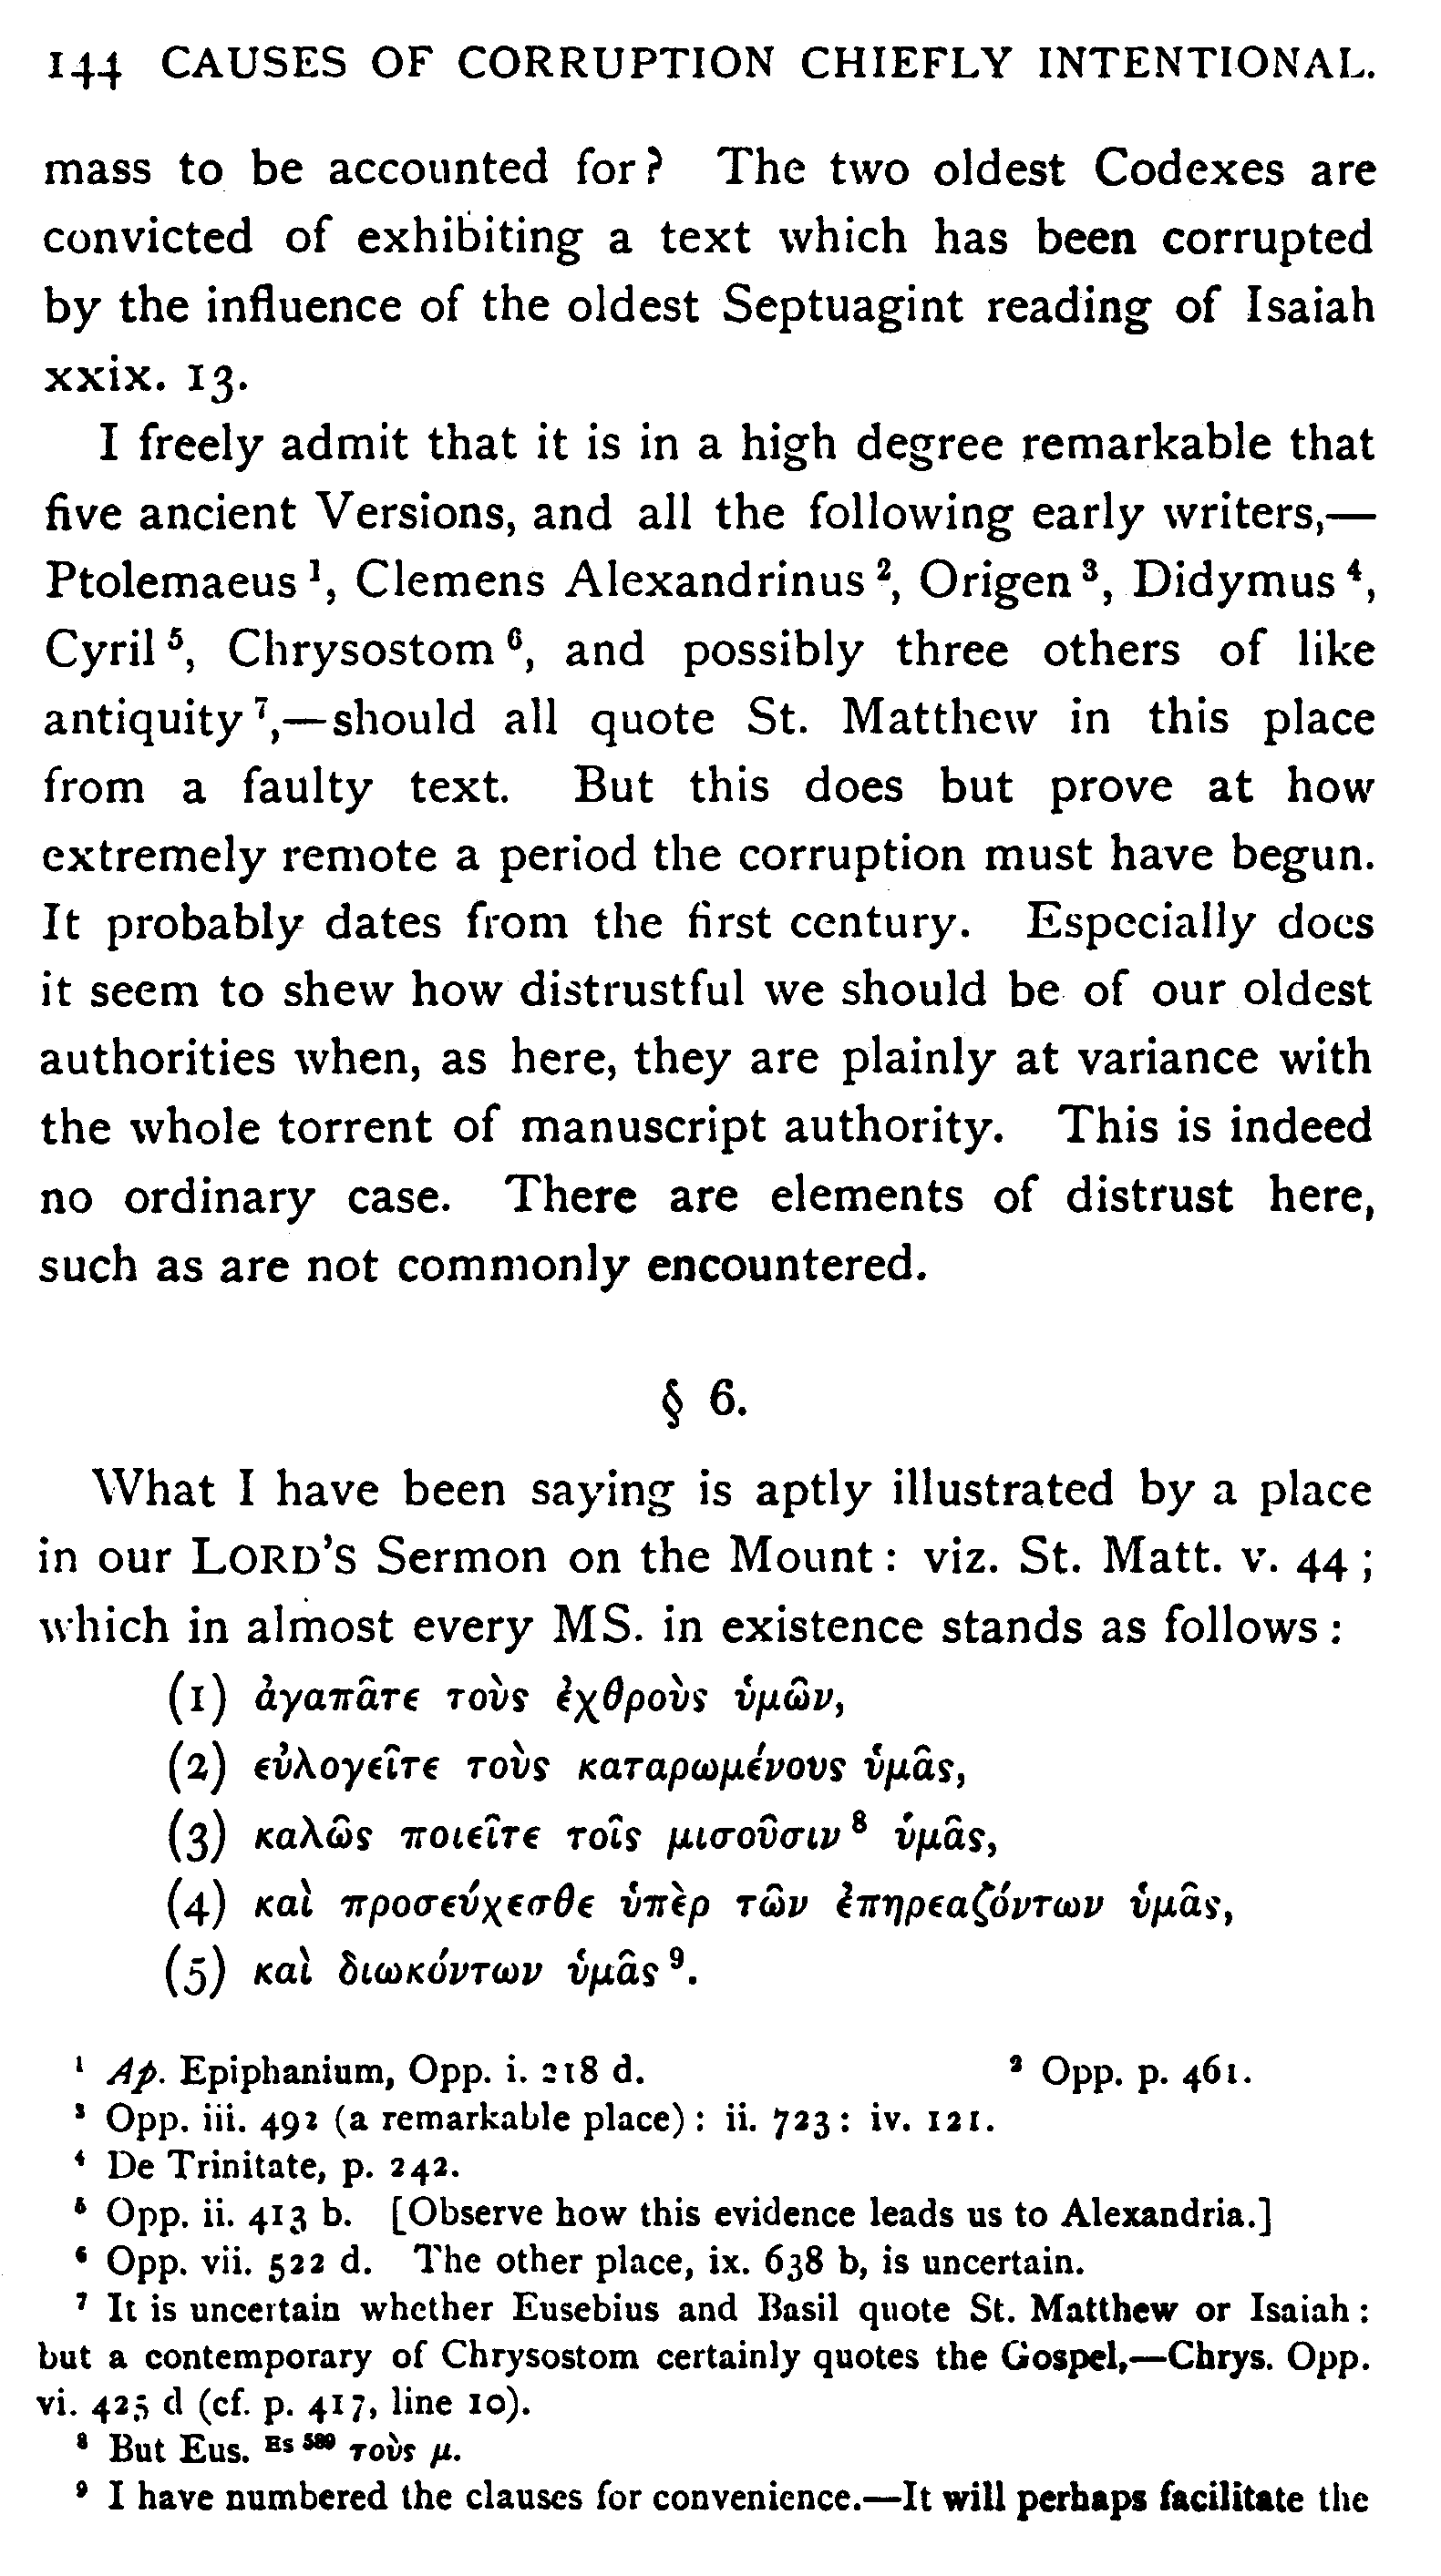 144 CAUSES OF CORRUPTION CHIEFLY INTENTIONAL.
mass to be accounted for? The two oldest Codexes are
convicted of exhibiting a text which has been corrupted
by the influence of the oldest Septuagint reading of Isaiah
xxix. 13.
I freely admit that it is in a high degree remarkable that
five ancient Versions, and all the following early writers,—
Ptolemaeus ¹, Clemens Alexandrinus ², Origen ³, Didymus ⁴,
Cyril ⁵, Chrysostom ⁶, and possibly three others of like
antiquity ⁷,—should all quote St. Matthew in this place
from a faulty text. But this does but prove at how
extremely remote a period the corruption must have begun.
It probably dates from the first century. Especially does
it seem to shew how distrustful we should be of our oldest
authorities when, as here, they are plainly at variance with
the whole torrent of manuscript authority. This is indeed
no ordinary case. There are elements of distrust here,
such as are not commonly encountered.
§ 6.
What I have been saying is aptly illustrated by a place
in our LORD'S Sermon on the Mount: viz. St. Matt. v. 44;
which in almost every MS. in existence stands as follows:
(1) ἀγαπᾶτε τοὺς ἐχθροὺς ὑμῶν,
(2) εὐλογεῖτε τοὺς καταρωμένους ὑμᾶς,
(3) καλῶς ποιεῖτε τοῖς μισοῦσιν ⁸ ὑμᾶς,
(4) καὶ προσεύχεσθε ὑπὲρ τῶν ἐπηρεαζόντων ὑμᾶς,
(5) καὶ διωκόντων ὑμᾶς ⁹.
¹ Ap. Epiphanium, Opp. i. 218 d. ² Opp. p. 461.
³ Opp. iii. 492 (a remarkable place): ii. 723: iv. 121.
⁴ De Trinitate, p. 242.
⁵ Opp. ii. 413 b. [Observe how this evidence leads us to Alexandria.]
⁶ Opp. vii. 522 d. The other place, ix. 638 b, is uncertain.
⁷ It is uncertain whether Eusebius and Basil quote St. Matthew or Isaiah:
but a contemporary of Chrysostom certainly quotes the Gospel,—Chrys. Opp.
vi. 425 d (cf. p. 417, line 10).
⁸ But Eus. Es 589 τοὺς μ.
⁹ I have numbered the clauses for convenience.—It will perhaps facilitate the